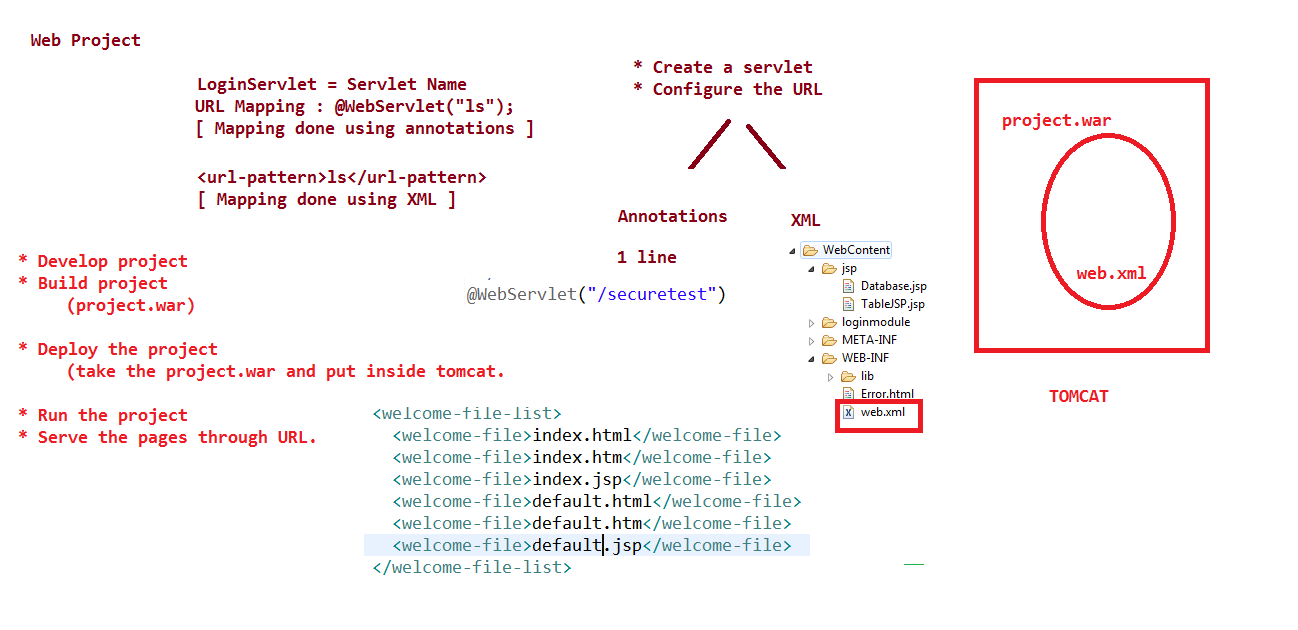 Web Project
LoginServlet = Servlet Name
URL Mapping : @WebServlet("ls");
[ Mapping done using annotations ]
<url-pattern>ls</url-pattern>
[ Mapping done using XML ]
* Create a servlet
* Configure the URL
Annotations
1 line
@WebServlet("/securetest")
XML
WebContent
jsp
Database.jsp
TableJSP.jsp
loginmodule
META-INF
WEB-INF
lib
Error.html
web.xml
project.war
web.xml
TOMCAT
* Develop project
* Build project
(project.war)
* Deploy the project
(take the project.war and put inside tomcat.
* Run the project
* Serve the pages through URL.
<welcome-file-list>
<welcome-file>index.html</welcome-file>
<welcome-file>index.htm</welcome-file>
<welcome-file>index.jsp</welcome-file>
<welcome-file>default.html</welcome-file>
<welcome-file>default.htm</welcome-file>
<welcome-file>default.jsp</welcome-file>
</welcome-file-list>